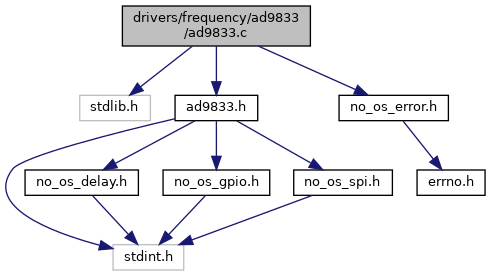 drivers/frequency/ad9833
/ad9833.c
stdlib.h
ad9833.h
no_os_error.h
no_os_delay.h
no_os_gpio.h
no_os_spi.h
errno.h
stdint.h